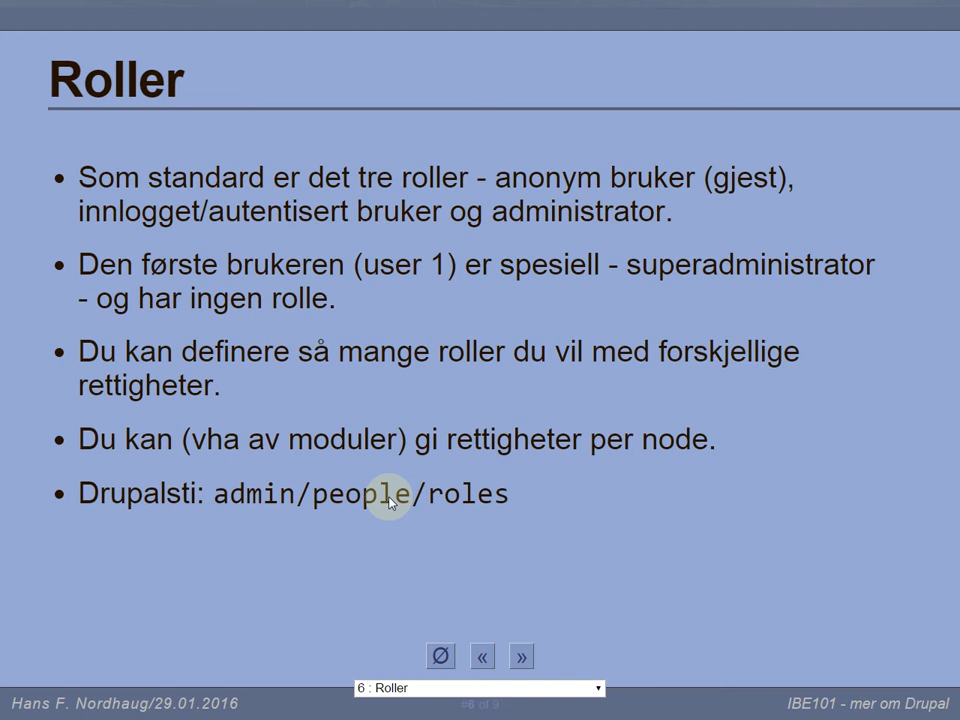 Roller
• Som standard er det tre roller - anonym bruker (gjest),
innlogget/autentisert bruker og administrator.
• Den første brukeren (user 1) er spesiell - superadministrator
- og har ingen rolle.
• Du kan definere så mange roller du vil med forskjellige
rettigheter.
• Du kan (vha av moduler) gi rettigheter per node.
• Drupalsti: admin/people/roles
Ø « »
6 : Roller
Hans F. Nordhaug/29.01.2016 #6 of 9 IBE101 - mer om Drupal